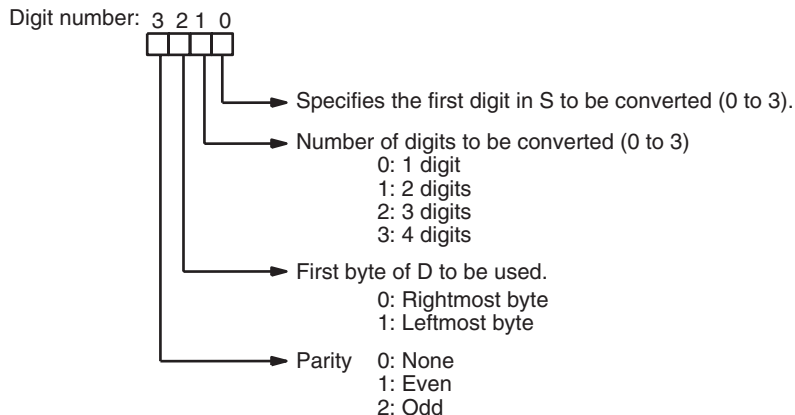 Digit number: 3 2 1 0
Specifies the first digit in S to be converted (0 to 3).
Number of digits to be converted (0 to 3)
0: 1 digit
1: 2 digits
2: 3 digits
3: 4 digits
First byte of D to be used.
0: Rightmost byte
1: Leftmost byte
Parity 0: None
1: Even
2: Odd